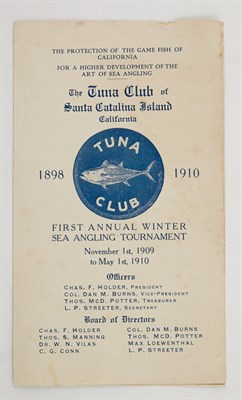 THE PROTECTION OF THE GAME FISH OF
CALIFORNIA
FOR A HIGHER DEVELOPMENT OF THE
ART OF SEA ANGLING
The Tuna Club of
Santa Catalina Island
California
1898
TUNA
CLUB
1910
FIRST ANNUAL WINTER
SEA ANGLING TOURNAMENT
November 1st, 1909
to May 1st, 1910
Officers
CHAS. F. HOLDER, PRESIDENT
COL. DAN M. BURNS, VICE-PRESIDENT
THOS. McD. POTTER, TREASURER
L. P. STREETER, SECRETARY
Board of Directors
CHAS. F. HOLDER
THOS. S. MANNING
DR. W. N. VILAS
C. G. CONN
COL. DAN M. BURNS
THOS. McD. POTTER
MAX LOEWENTHAL
L. P. STREETER